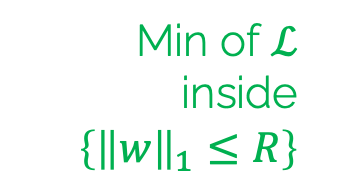 Min of ℒ
inside
{‖w‖₁ ≤ R}